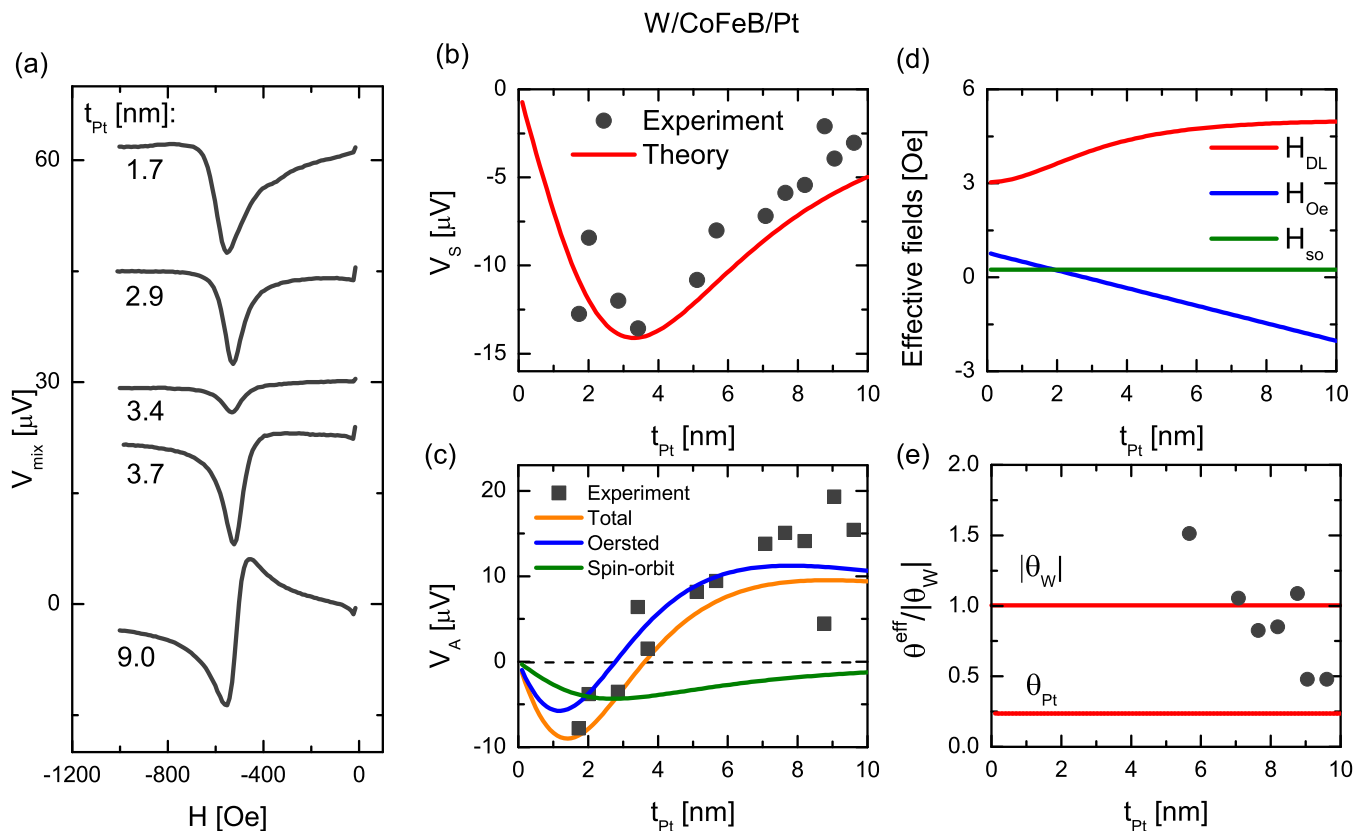 W/CoFeB/Pt
(a)
t_Pt [nm]:
1.7
2.9
3.4
3.7
9.0
60
30
0
V_mix [μV]
-1200 -800 -400 0
H [Oe]
(b)
0
-5
-10
-15
V_S [μV]
Experiment
Theory
0 2 4 6 8 10
t_Pt [nm]
(c)
20
10
0
-10
V_A [μV]
Experiment
Total
Oersted
Spin-orbit
0 2 4 6 8 10
t_Pt [nm]
(d)
6
3
0
-3
Effective fields [Oe]
H_DL
H_Oe
H_so
0 2 4 6 8 10
t_Pt [nm]
(e)
2.0
1.5
1.0
0.5
0.0
θ^eff/|θ_W|
|θ_W|
θ_Pt
0 2 4 6 8 10
t_Pt [nm]